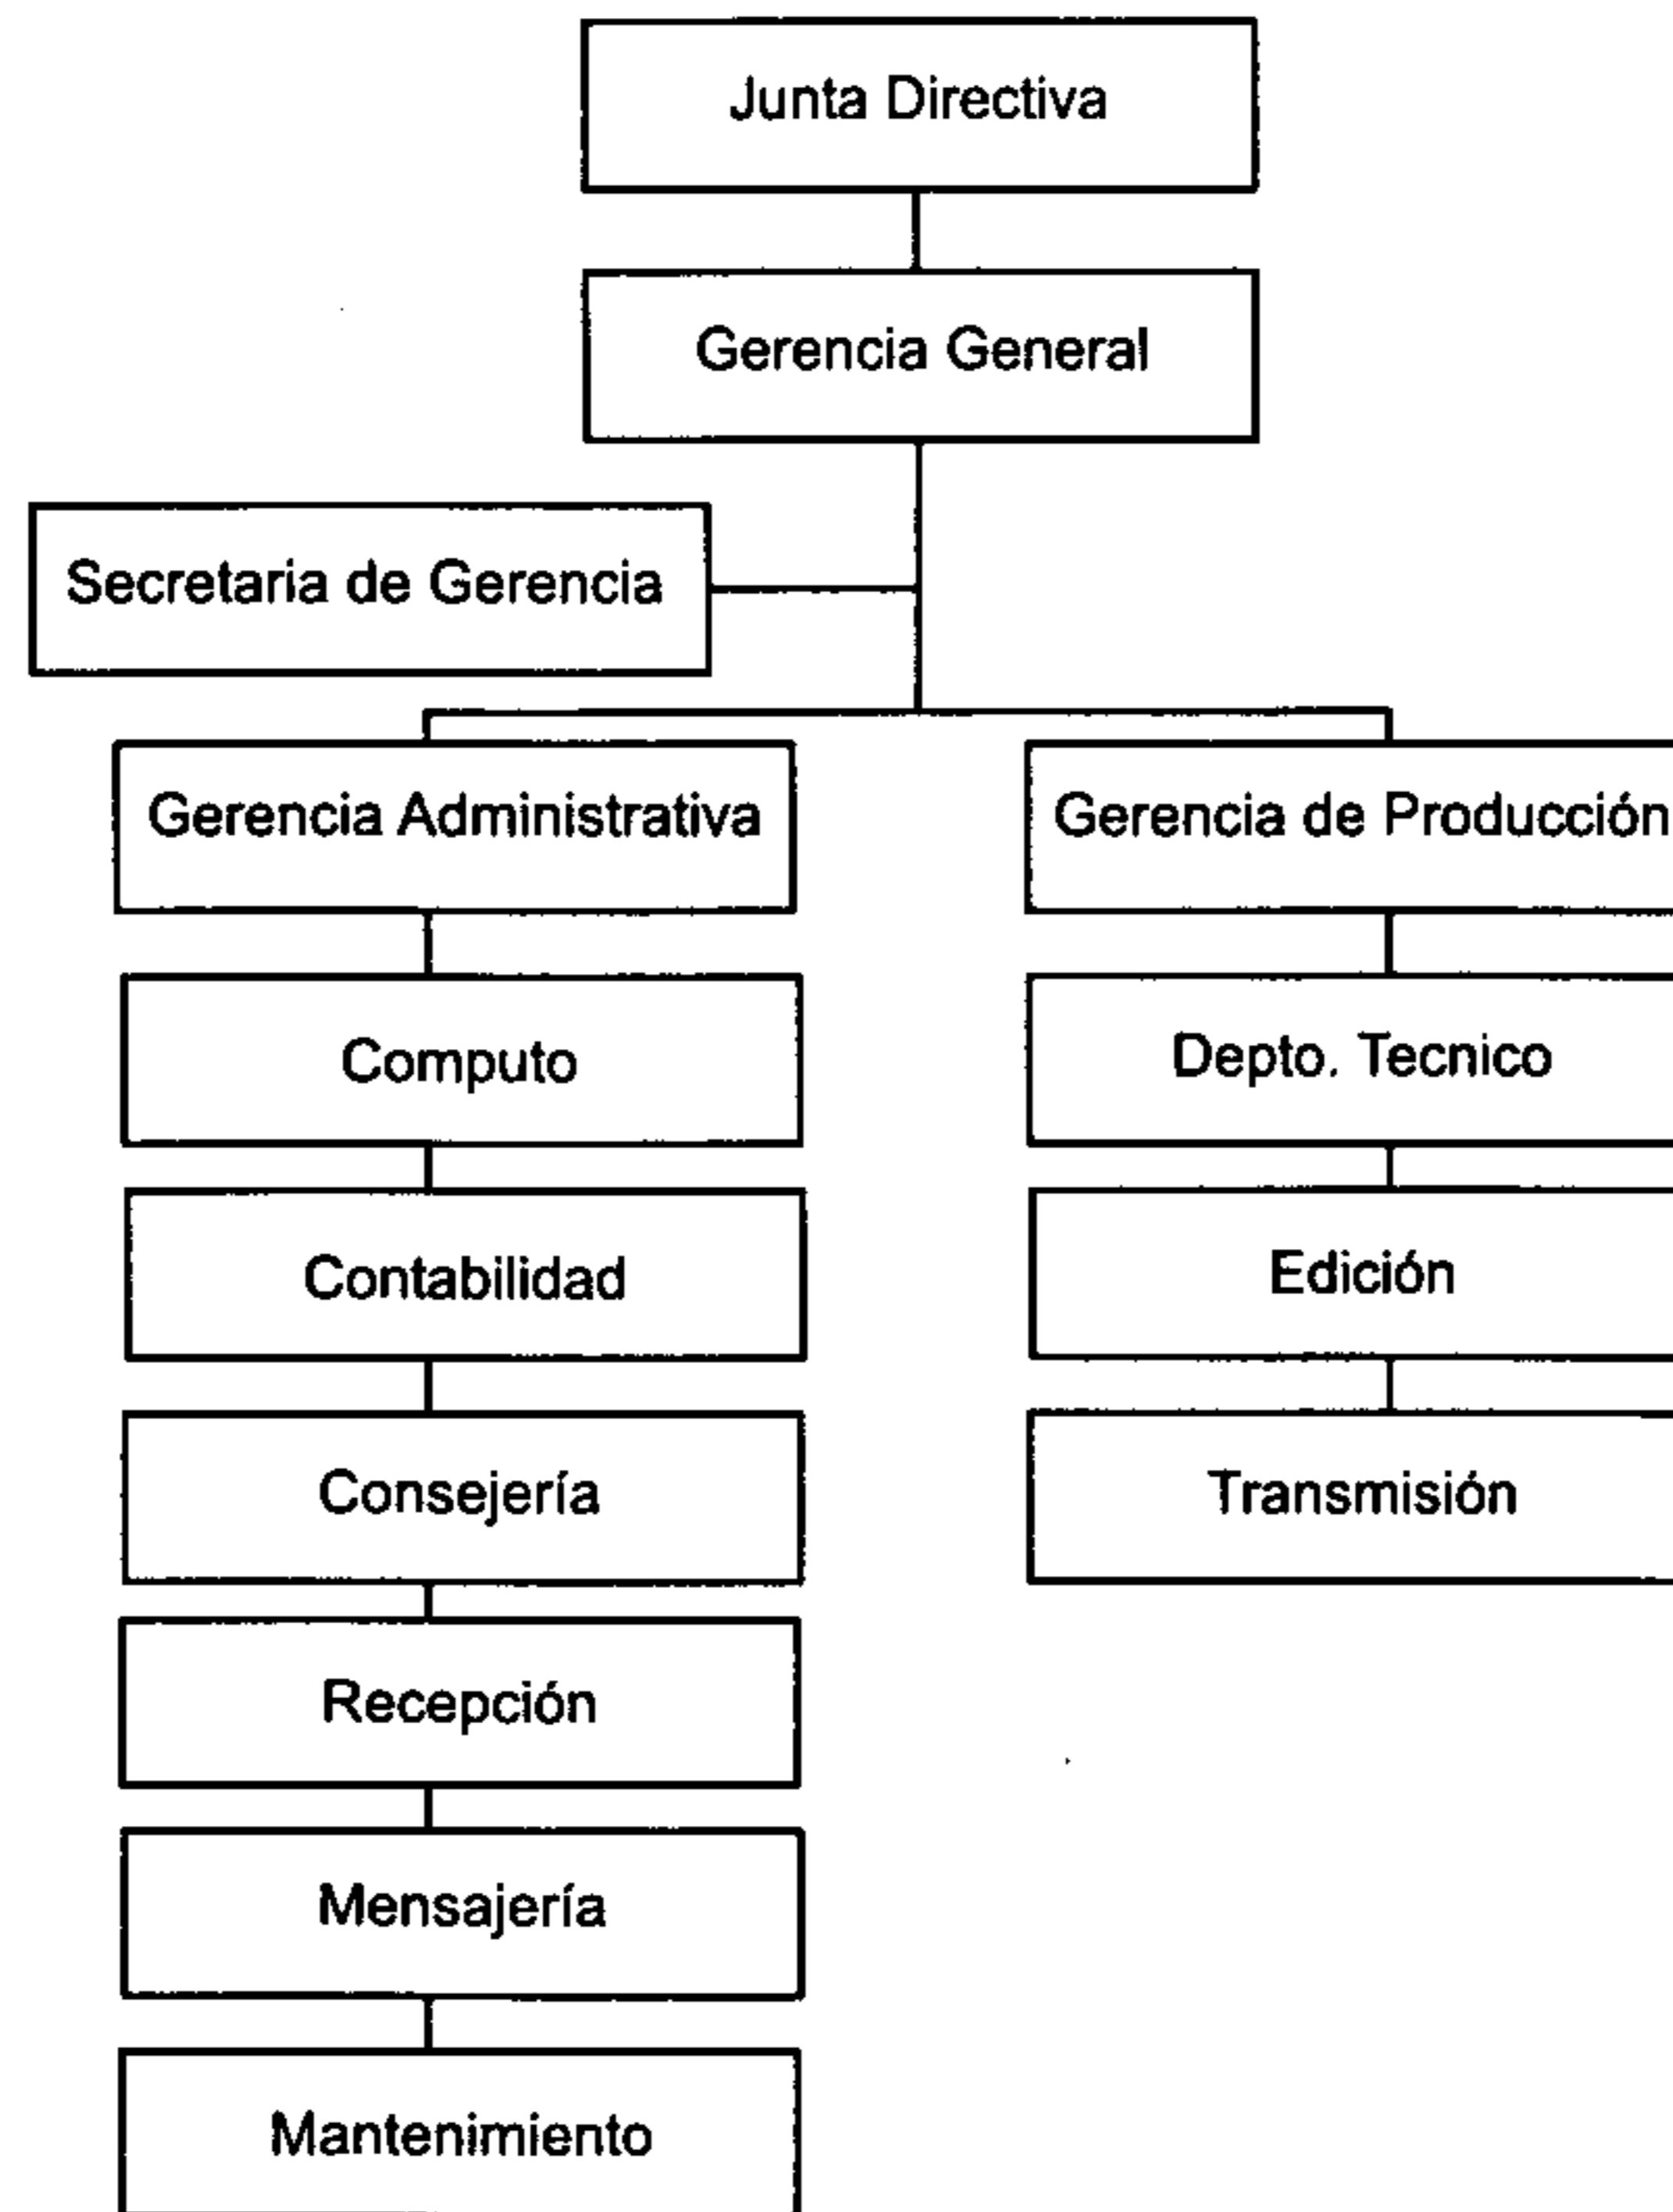 Junta Directiva
Gerencia General
Secretaria de Gerencia
Gerencia Administrativa
Gerencia de Producción
Computo
Depto. Tecnico
Contabilidad
Edición
Consejería
Transmisión
Recepción
Mensajería
Mantenimiento